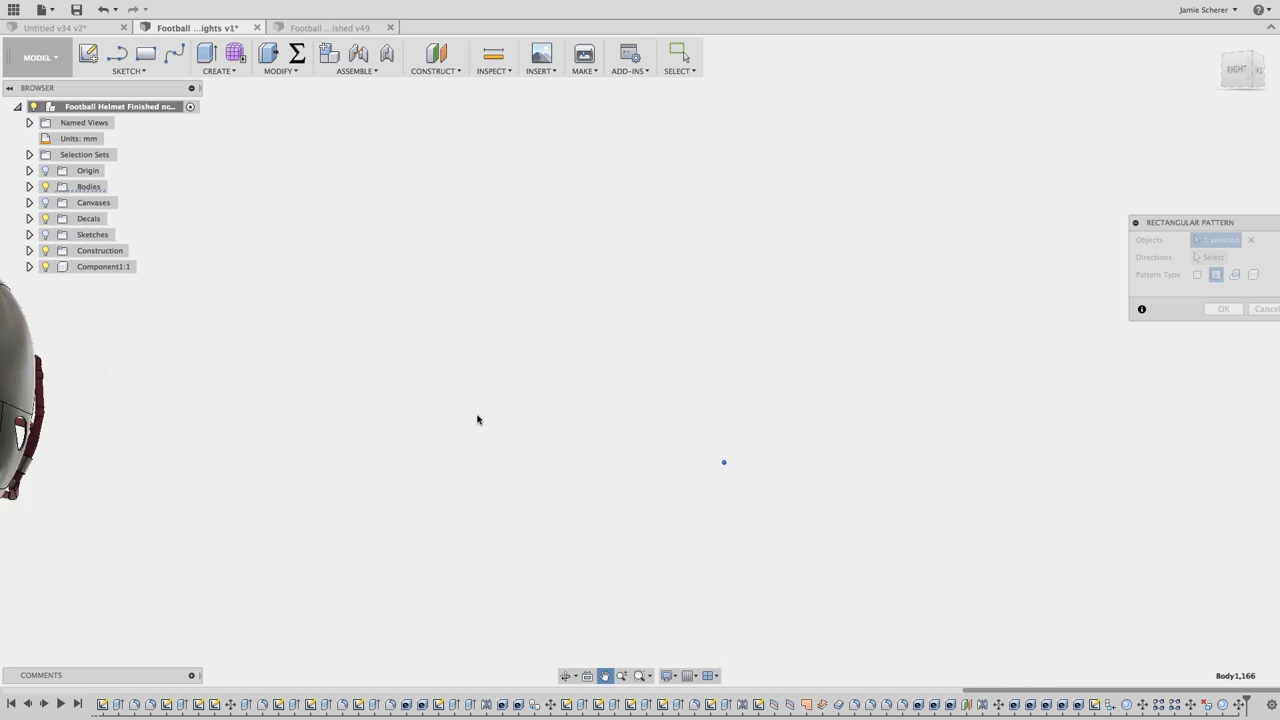 Jamie Scherer
Untitled v34 v2*
Football ...ights v1*
Football ...ished v49
MODEL
SKETCH
CREATE
MODIFY
ASSEMBLE
CONSTRUCT
INSPECT
INSERT
MAKE
ADD-INS
SELECT
RIGHT
BROWSER
Football Helmet Finished no...
Named Views
Units: mm
Selection Sets
Origin
Bodies
Canvases
Decals
Sketches
Construction
Component1:1
RECTANGULAR PATTERN
Objects
1 selected
Directions
Select
Pattern Type
OK
Cancel
COMMENTS
Body1,166